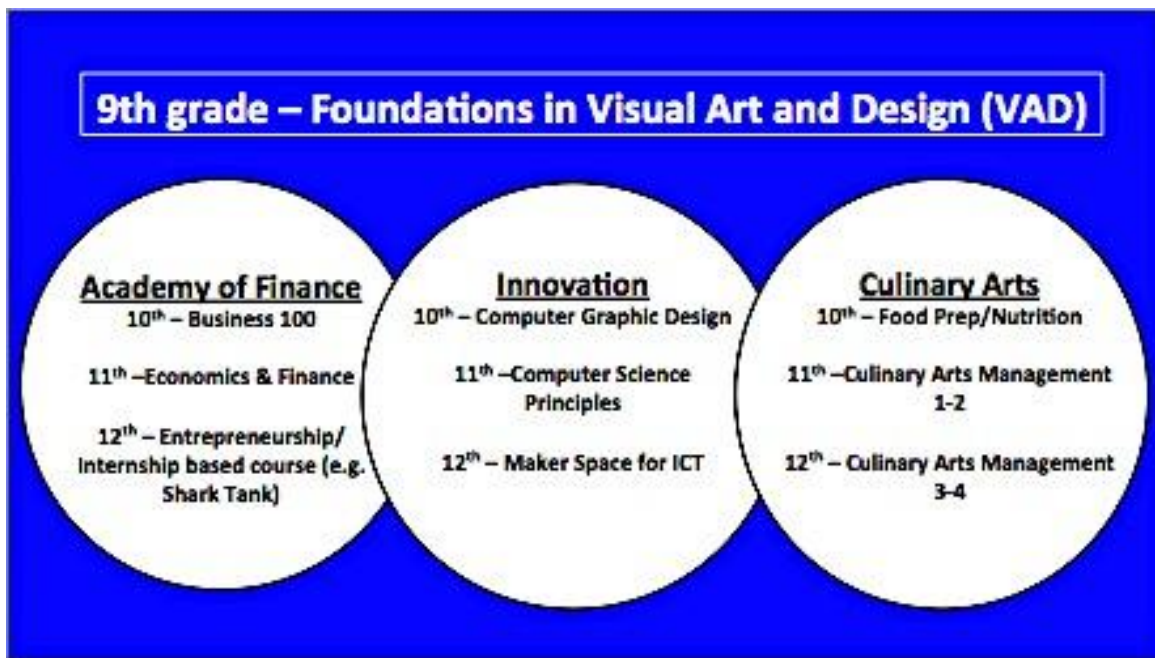 9th grade – Foundations in Visual Art and Design (VAD)
Academy of Finance
10th – Business 100
11th –Economics & Finance
12th – Entrepreneurship/
Internship based course (e.g.
Shark Tank)
Innovation
10th – Computer Graphic Design
11th –Computer Science
Principles
12th – Maker Space for ICT
Culinary Arts
10th – Food Prep/Nutrition
11th –Culinary Arts Management
1-2
12th – Culinary Arts Management
3-4